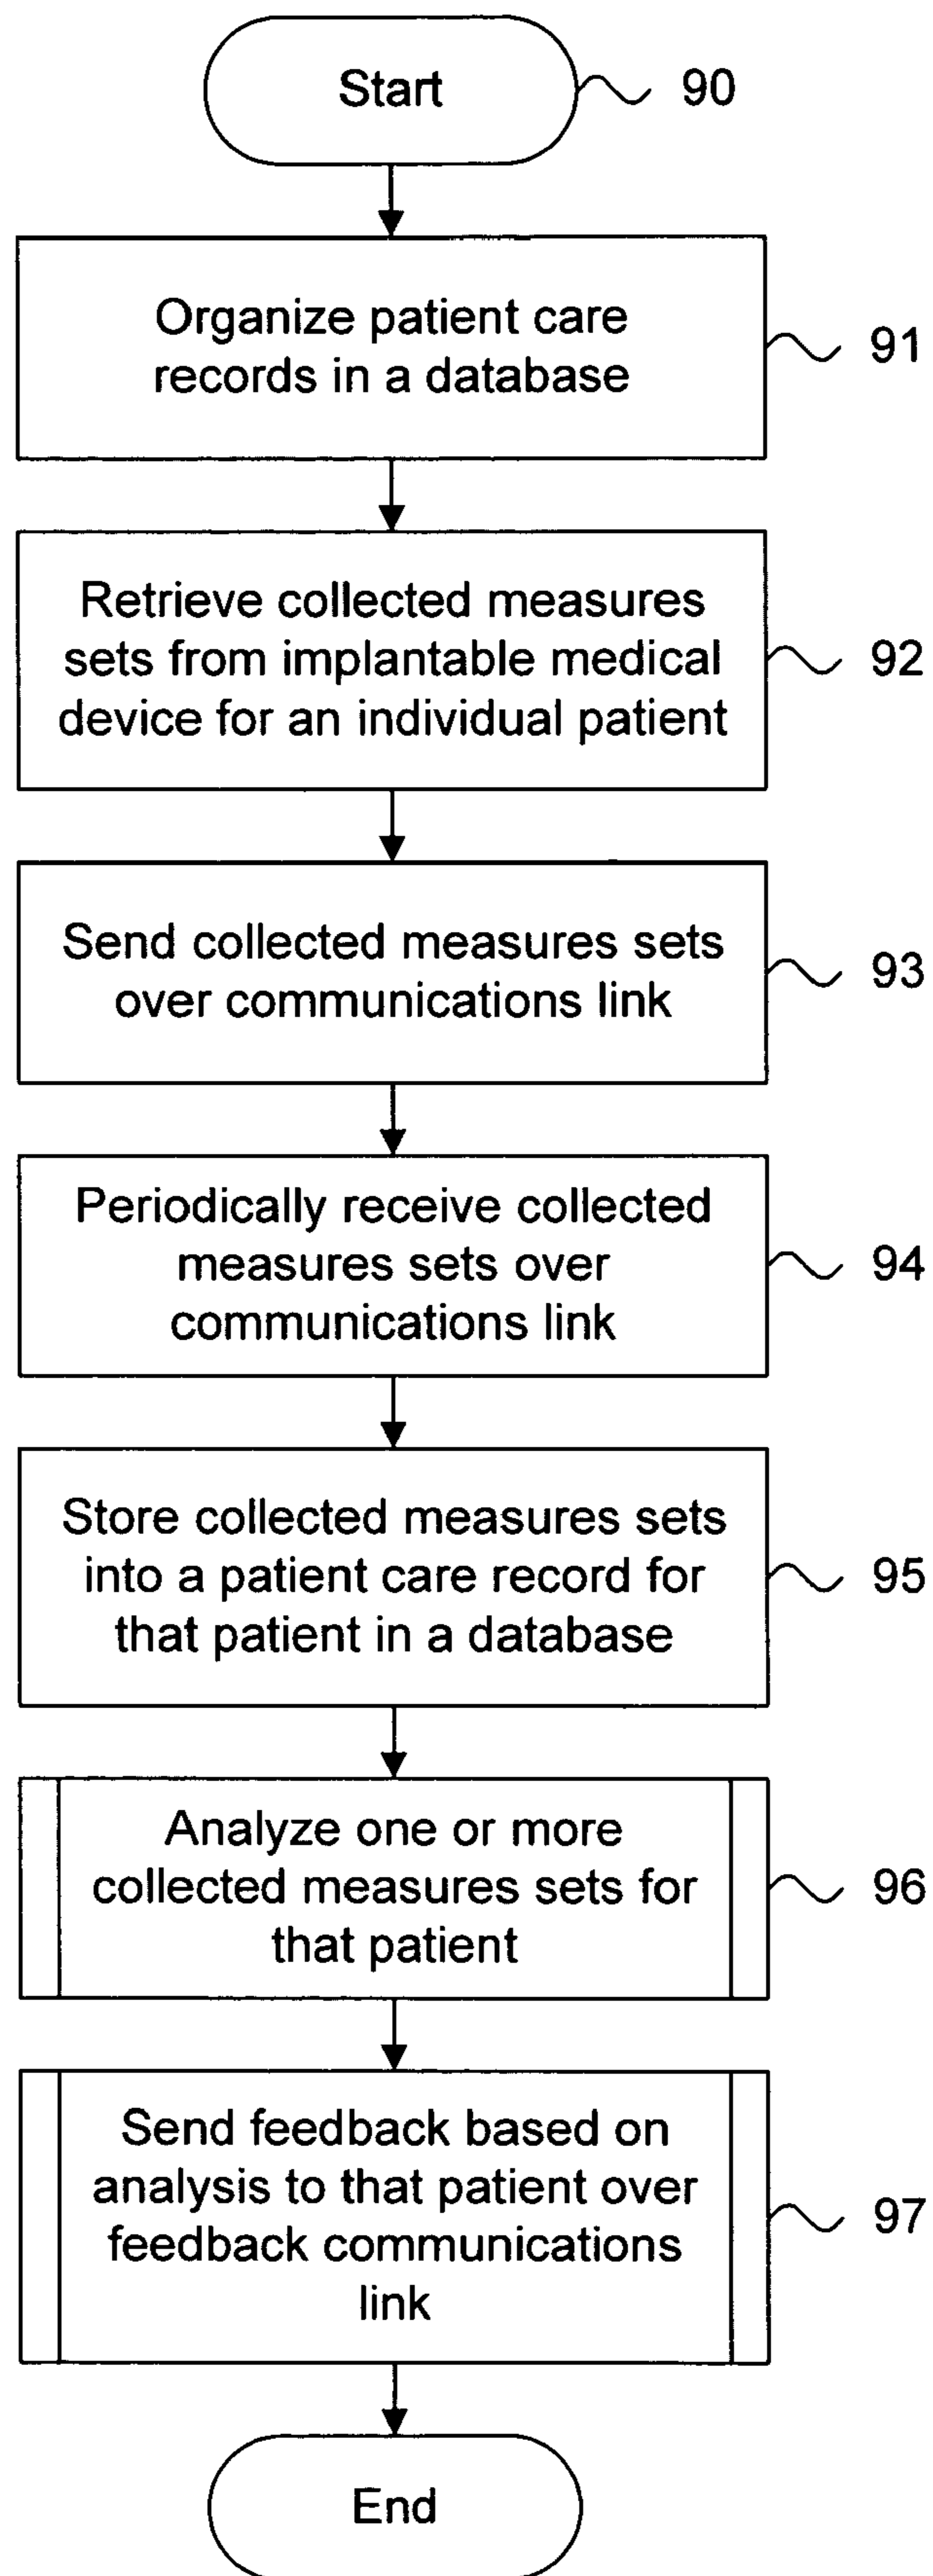 Start
90
Organize patient care
records in a database
91
Retrieve collected measures
sets from implantable medical
device for an individual patient
92
Send collected measures sets
over communications link
93
Periodically receive collected
measures sets over
communications link
94
Store collected measures sets
into a patient care record for
that patient in a database
95
Analyze one or more
collected measures sets for
that patient
96
Send feedback based on
analysis to that patient over
feedback communications
link
97
End